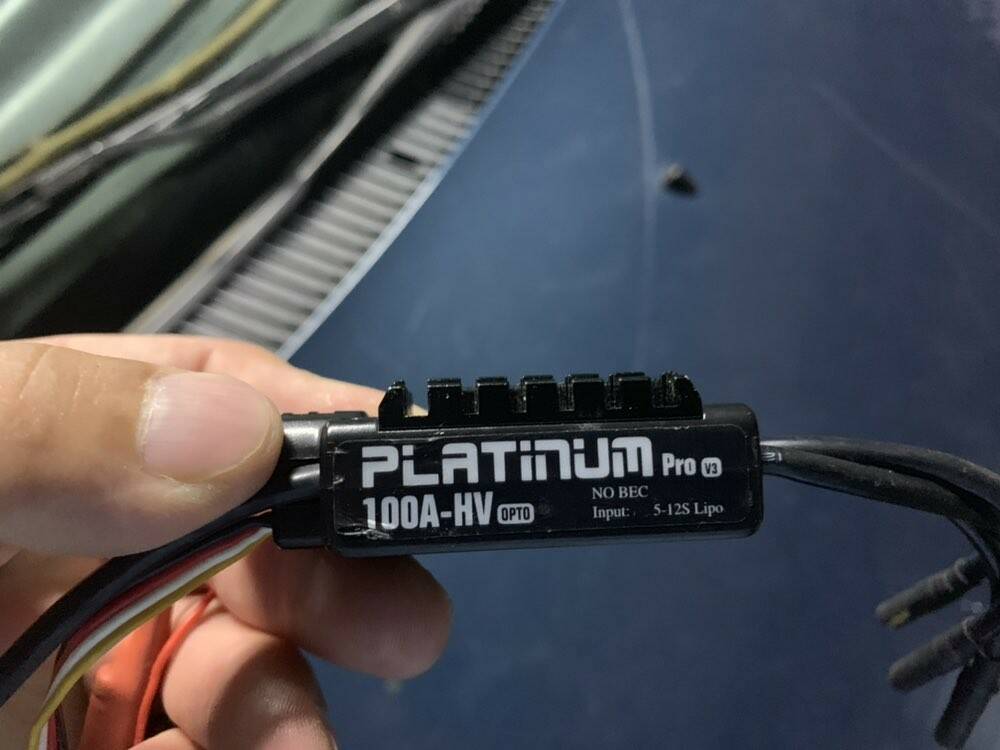 PLATINUM Pro V3
100A-HV OPTO
NO BEC
Input: 5-12S Lipo